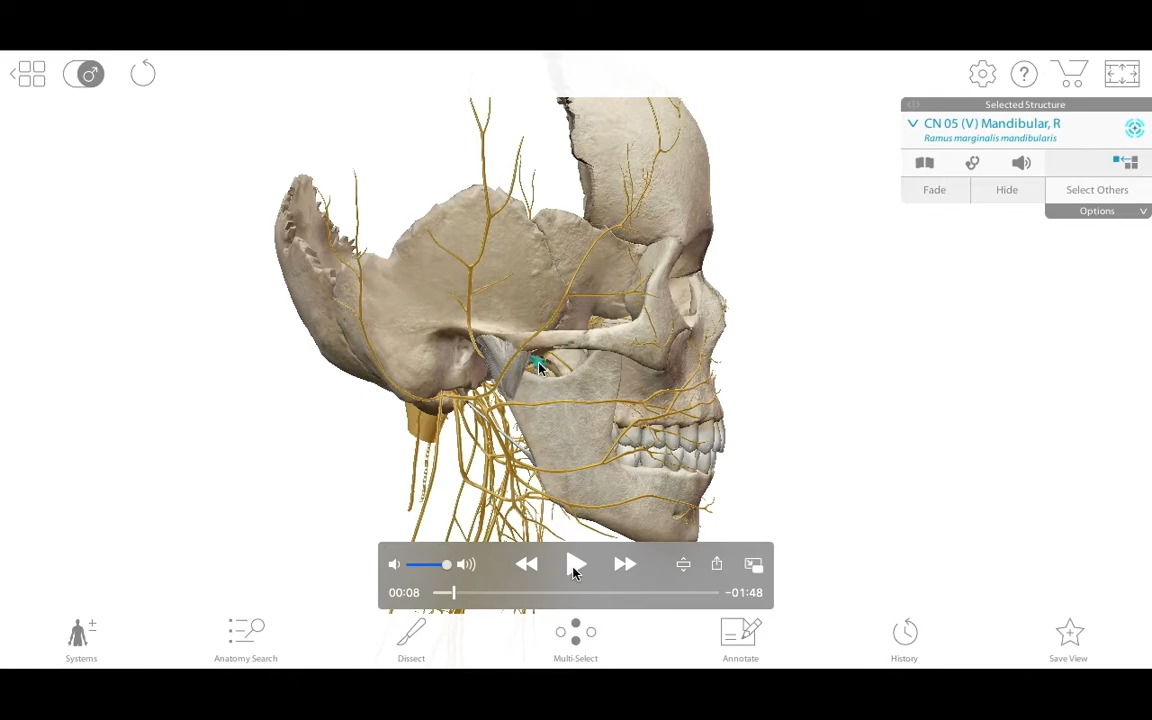 Selected Structure
CN 05 (V) Mandibular, R
Ramus marginalis mandibularis
Fade
Hide
Select Others
Options
00:08
−01:48
Systems
Anatomy Search
Dissect
Multi-Select
Annotate
History
Save View